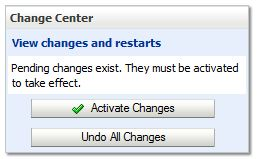 Change Center
View changes and restarts
Pending changes exist. They must be activated
to take effect.
Activate Changes
Undo All Changes